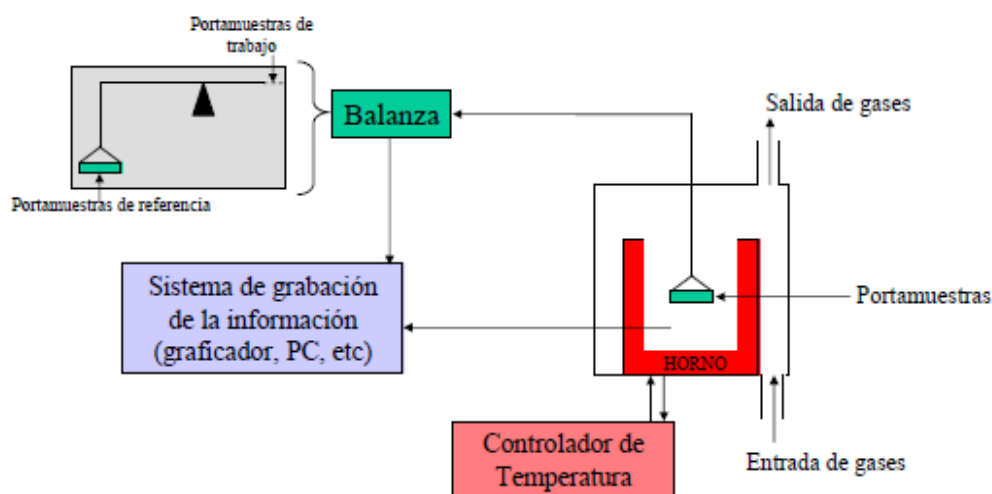 Portamuestras de
trabajo
Balanza
Salida de gases
Portamuestras de referencia
Sistema de grabación
de la información
(graficador, PC, etc)
Portamuestras
HORNO
Controlador de
Temperatura
Entrada de gases